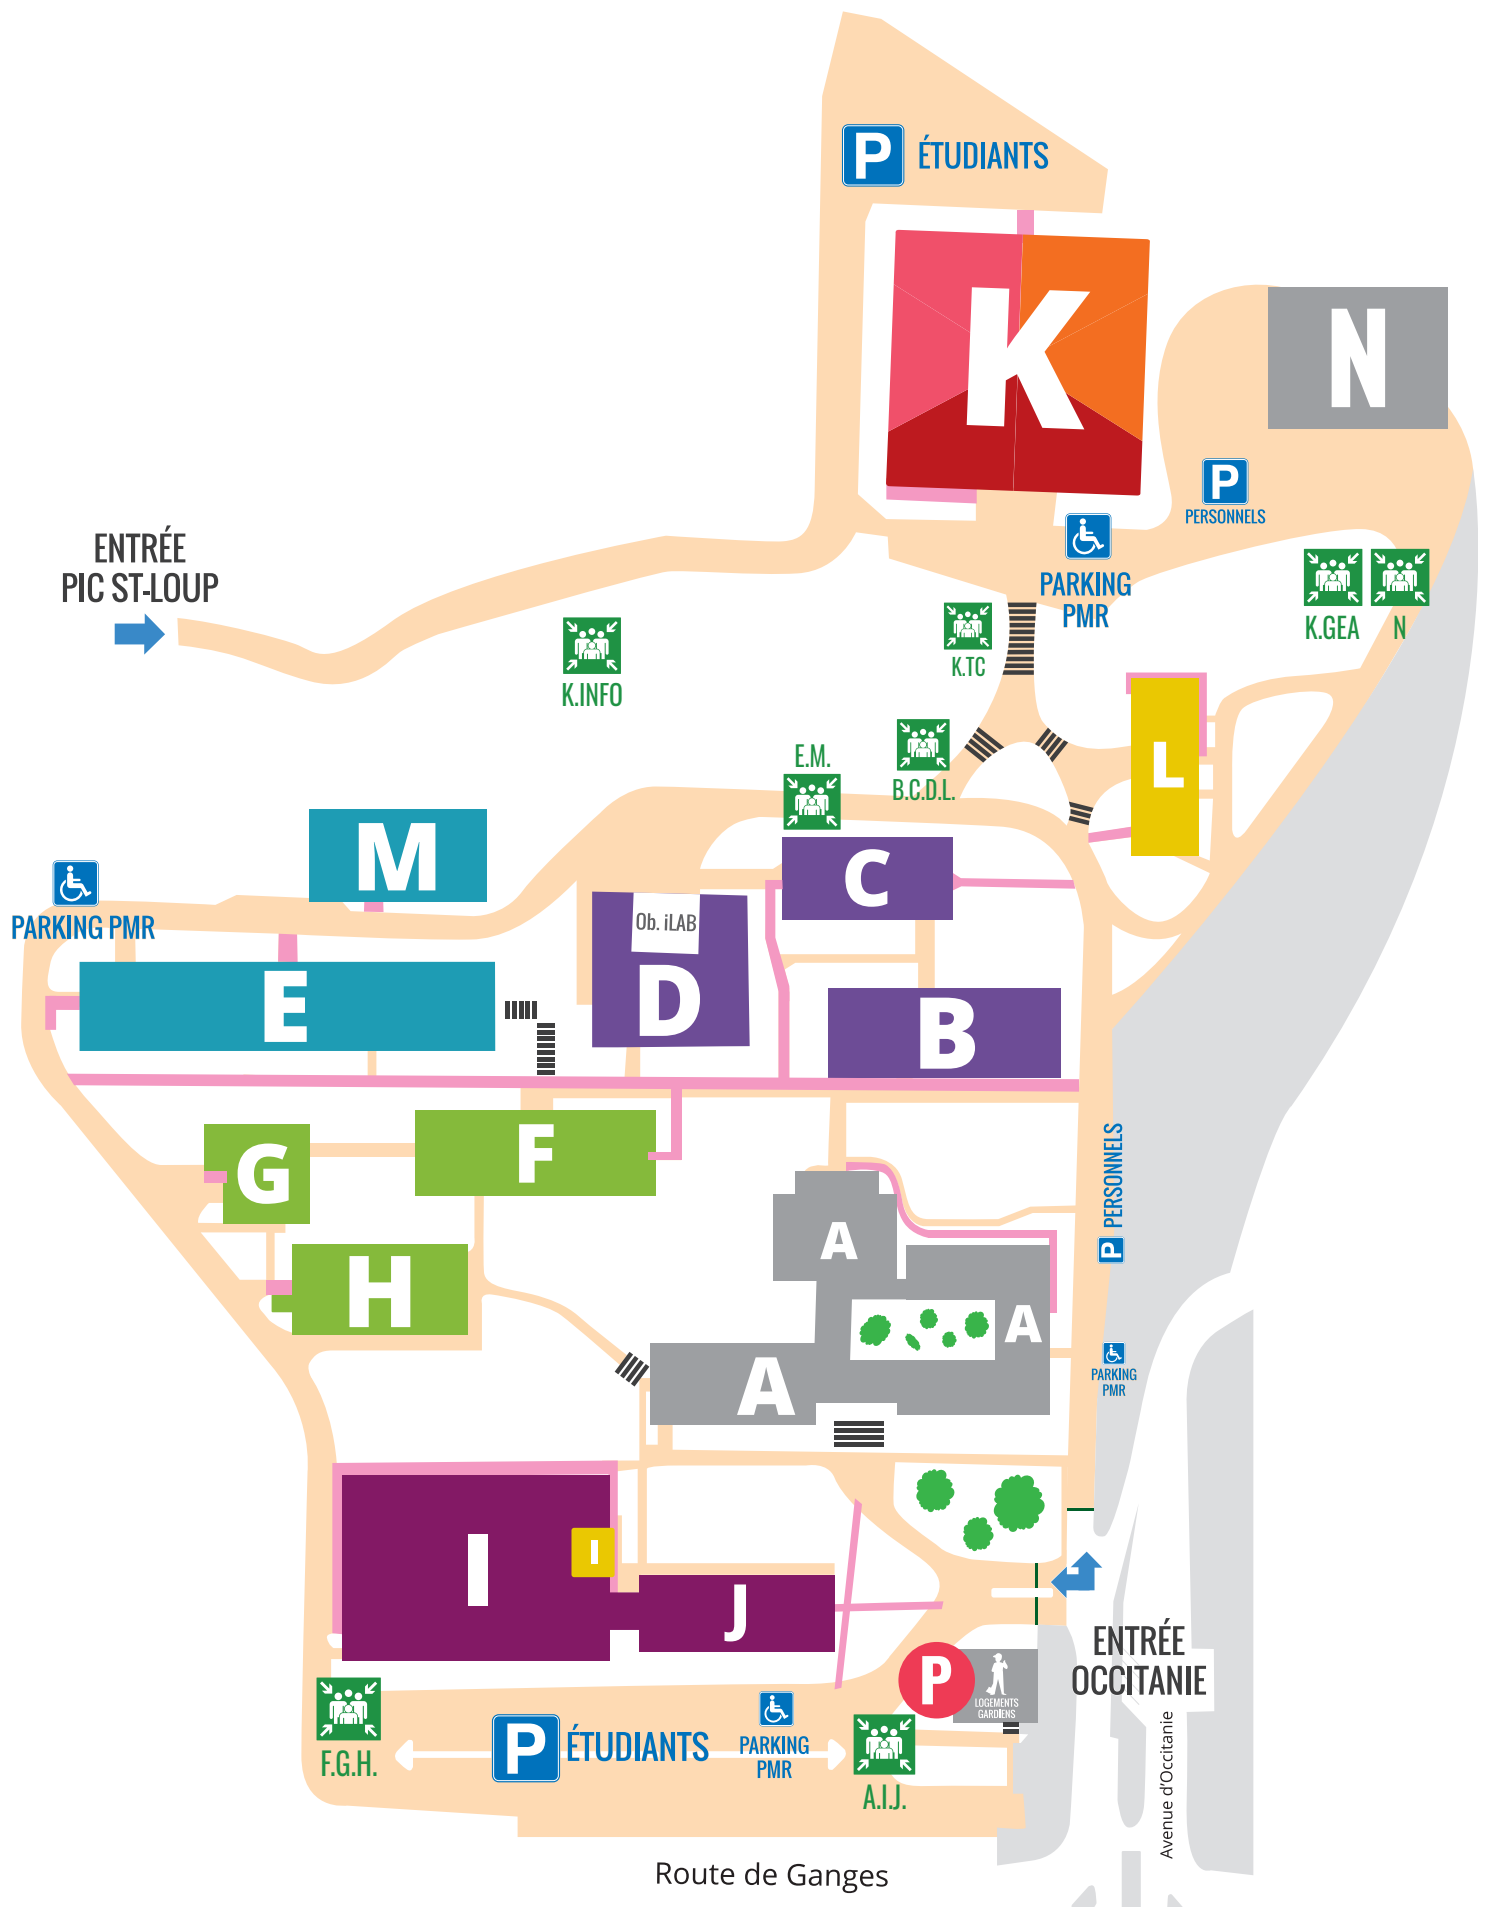 P
ÉTUDIANTS
K
N
P
PERSONNELS
ENTRÉE
PIC ST-LOUP
PARKING
PMR
K.GEA
N
K.TC
K.INFO
L
E.M.
B.C.D.L.
M
C
PARKING PMR
Ob. iLAB
D
E
B
G
F
PERSONNELS
P
A
H
A
A
PARKING
PMR
I
I
J
ENTRÉE
OCCITANIE
P
LOGEMENTS
GARDIENS
F.G.H.
P
ÉTUDIANTS
PARKING
PMR
A.I.J.
Avenue d'Occitanie
Route de Ganges